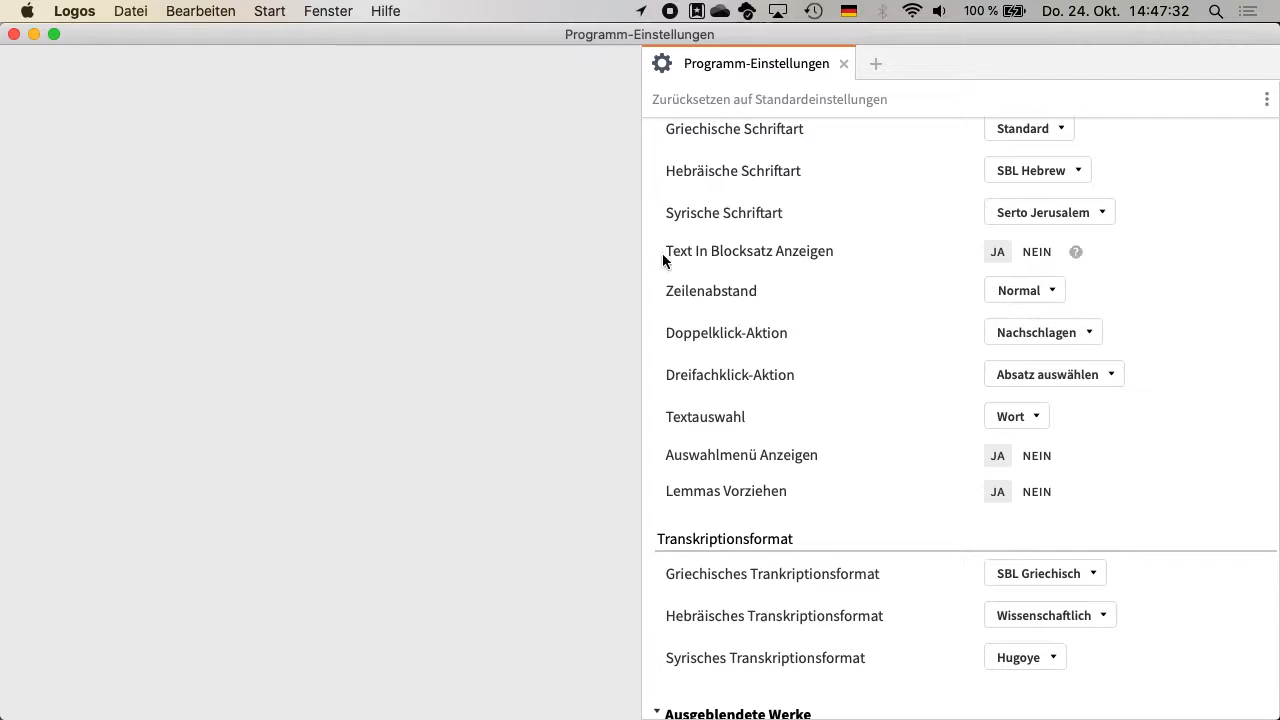 Logos Datei Bearbeiten Start Fenster Hilfe 100 % Do. 24. Okt. 14:47:32
Programm-Einstellungen
Programm-Einstellungen
Zurücksetzen auf Standardeinstellungen
Griechische Schriftart Standard
Hebräische Schriftart SBL Hebrew
Syrische Schriftart Serto Jerusalem
Text In Blocksatz Anzeigen JA NEIN ?
Zeilenabstand Normal
Doppelklick-Aktion Nachschlagen
Dreifachklick-Aktion Absatz auswählen
Textauswahl Wort
Auswahlmenü Anzeigen JA NEIN
Lemmas Vorziehen JA NEIN
Transkriptionsformat
Griechisches Trankriptionsformat SBL Griechisch
Hebräisches Transkriptionsformat Wissenschaftlich
Syrisches Transkriptionsformat Hugoye
Ausgeblendete Werke